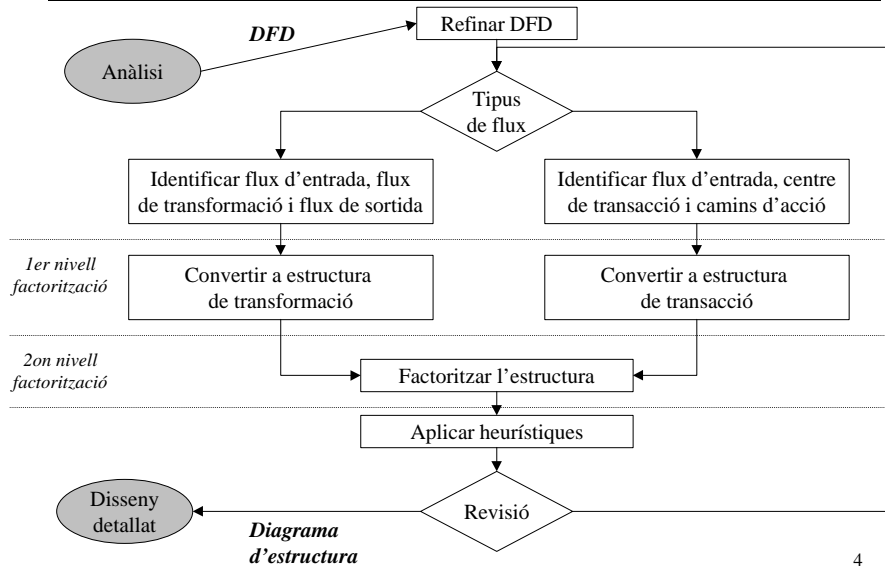 DFD
Refinar DFD
Anàlisi
Tipus
de flux
Identificar flux d'entrada, flux
de transformació i flux de sortida
Identificar flux d'entrada, centre
de transacció i camins d'acció
1er nivell
factorització
Convertir a estructura
de transformació
Convertir a estructura
de transacció
2on nivell
factorització
Factoritzar l'estructura
Aplicar heurístiques
Disseny
detallat
Revisió
Diagrama
d'estructura
4